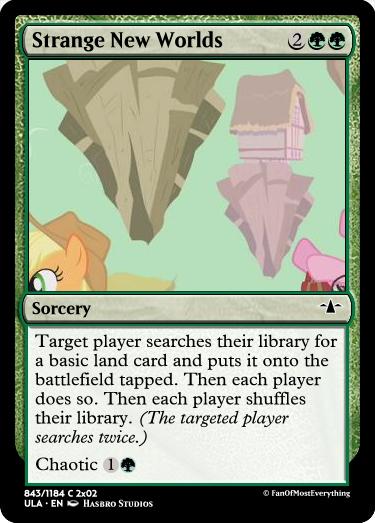 Strange New Worlds 2
Sorcery
Target player searches their library for
a basic land card and puts it onto the
battlefield tapped. Then each player
does so. Then each player shuffles
their library. (The targeted player
searches twice.)
Chaotic 1
843/1184 C 2x02
ULA • EN Hasbro Studios
© FanOfMostEverything